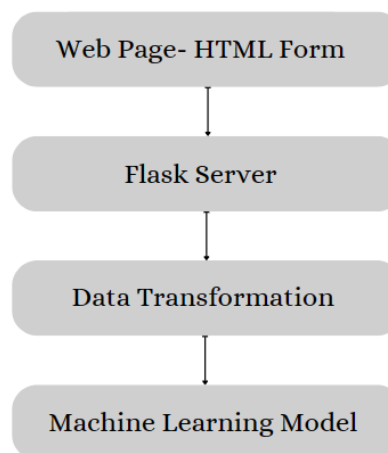 Web Page- HTML Form
Flask Server
Data Transformation
Machine Learning Model